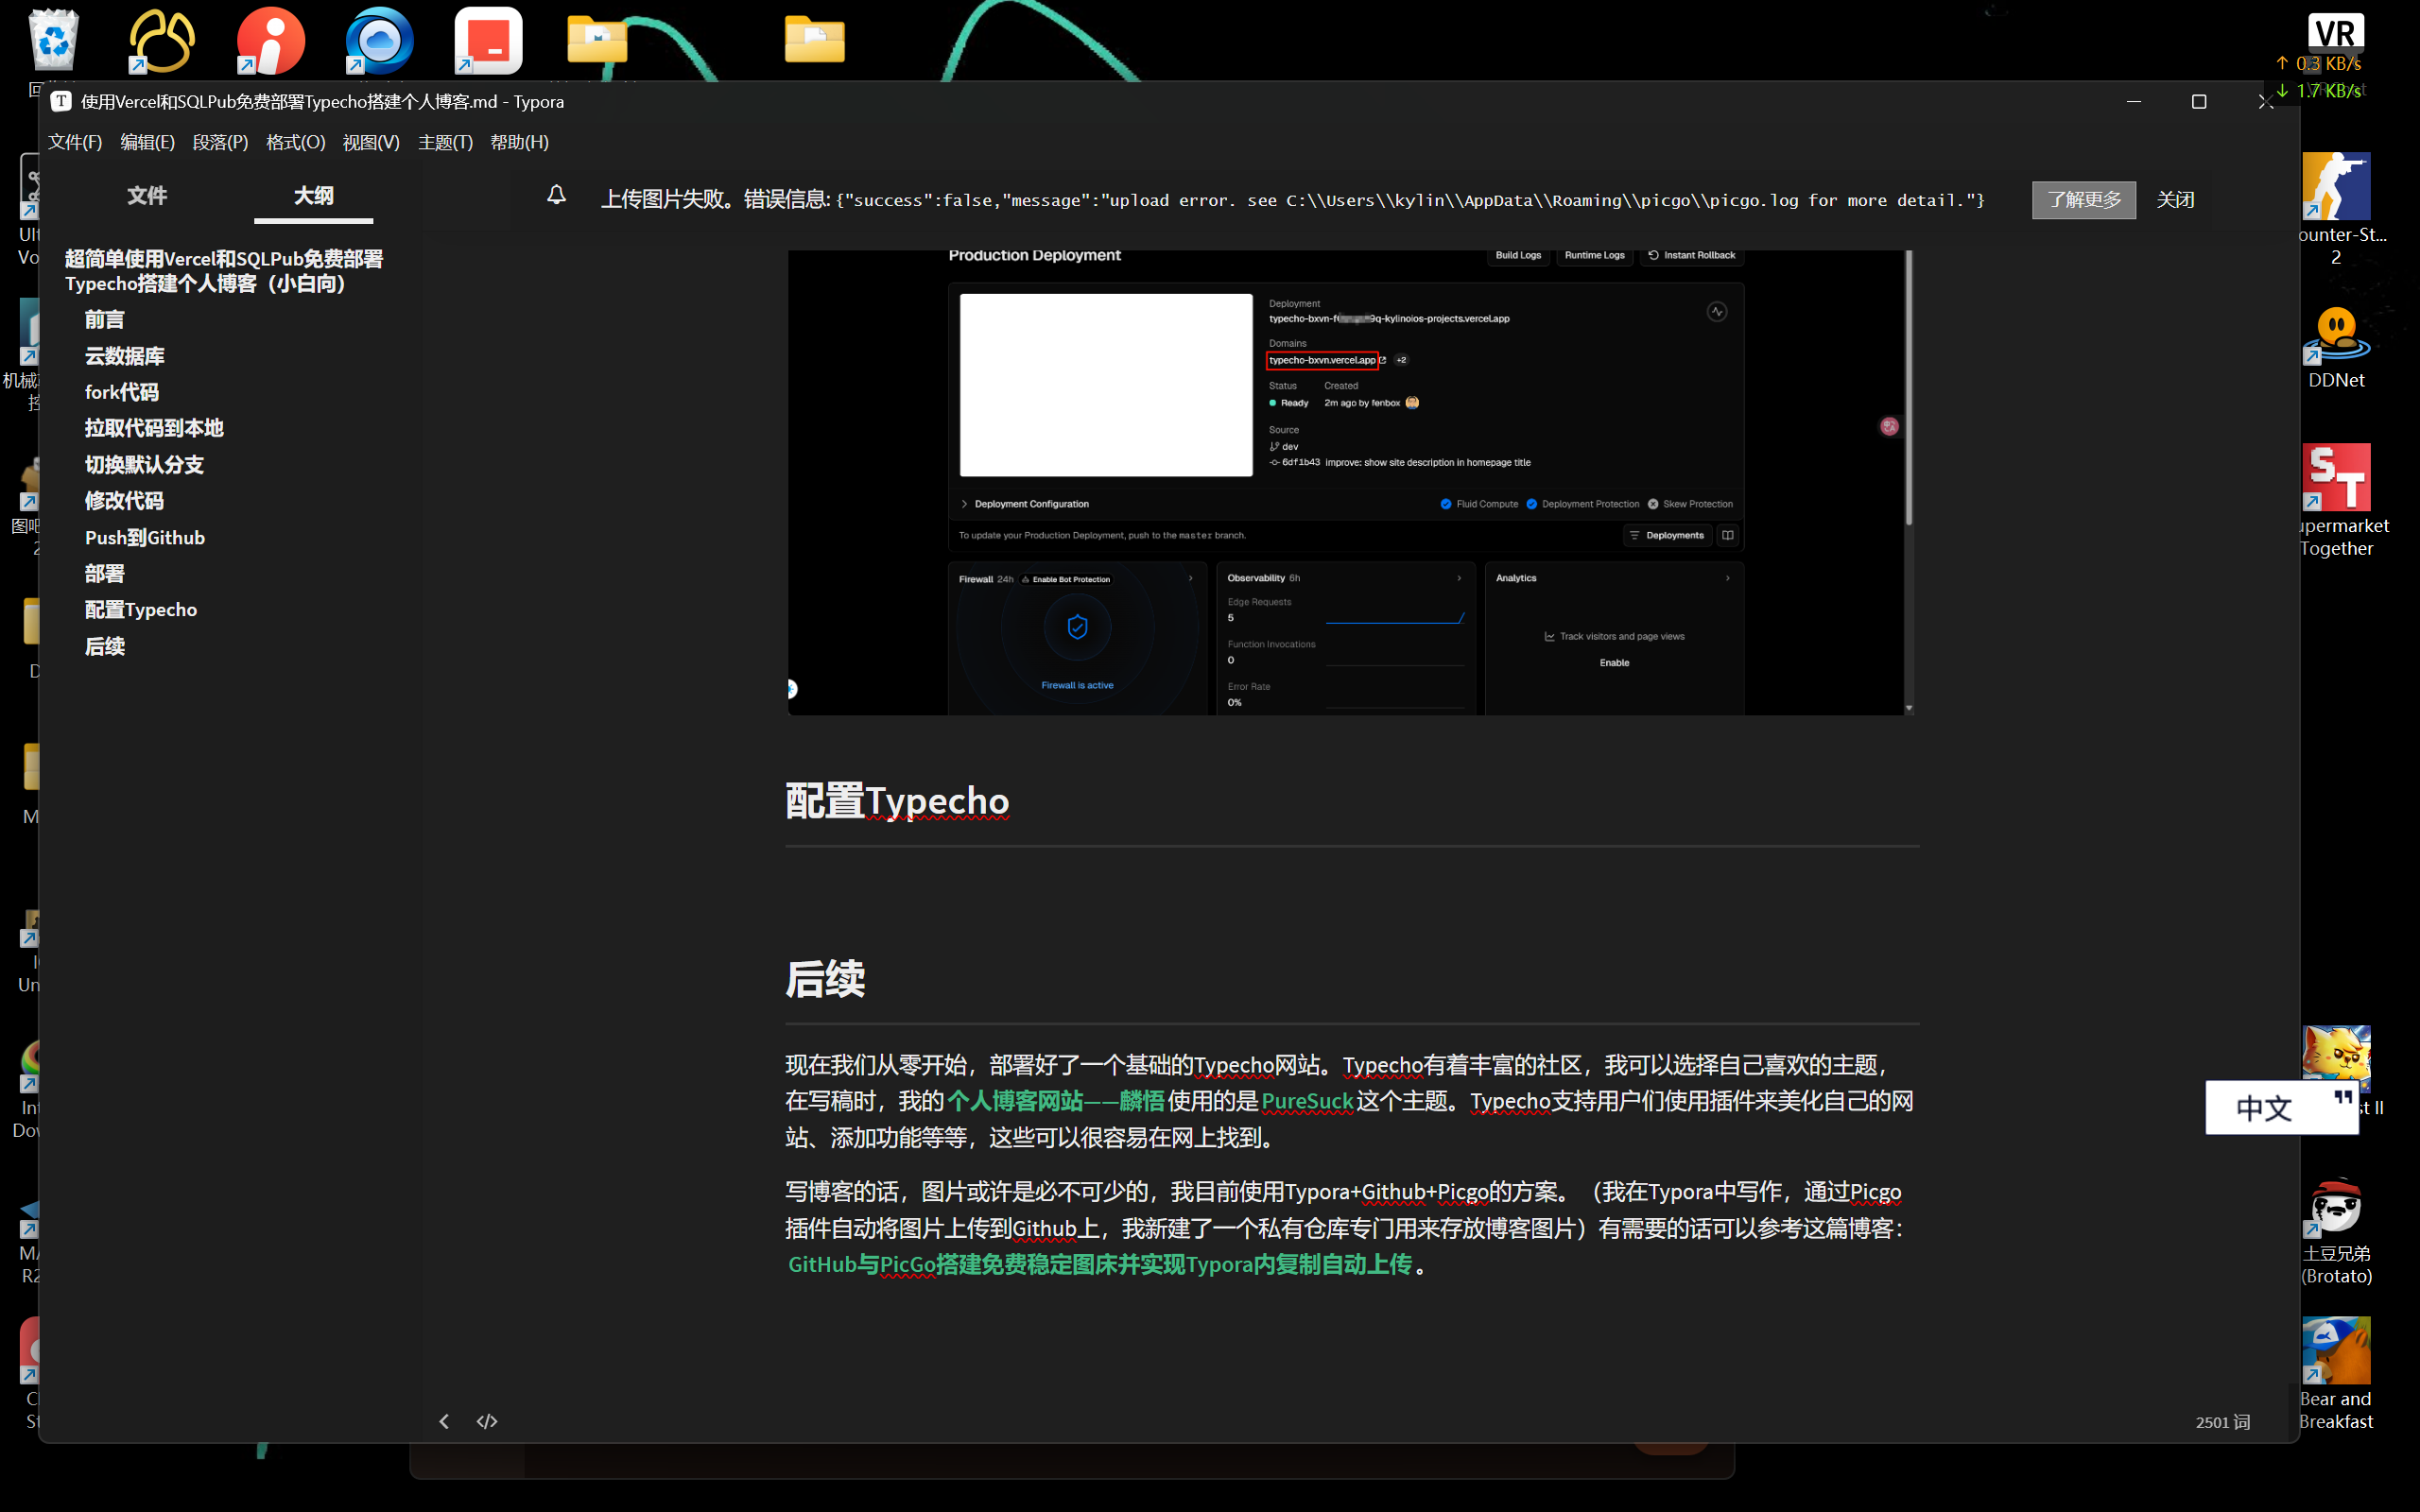 VR
↑ 0.3 KB/s
↓ 1.7 KB/s
使用Vercel和SQLPub免费部署Typecho搭建个人博客.md - Typora
文件(F) 编辑(E) 段落(P) 格式(O) 视图(V) 主题(T) 帮助(H)
文件 大纲
上传图片失败。错误信息: {"success":false,"message":"upload error. see C:\\Users\\kylin\\AppData\\Roaming\\picgo\\picgo.log for more detail."} 了解更多 关闭
超简单使用Vercel和SQLPub免费部署
Typecho搭建个人博客（小白向）
前言
云数据库
fork代码
拉取代码到本地
切换默认分支
修改代码
Push到Github
部署
配置Typecho
后续
Production Deployment Build Logs Runtime Logs Instant Rollback
Deployment
9q-kylinoios-projects.vercel.app
Domains
typecho-bxvn.vercel.app +2
Status Created
Ready 2m ago by fenbox
Source
dev
6df1b43 improve: show site description in homepage title
Deployment Configuration Fluid Compute Deployment Protection Skew Protection
To update your Production Deployment, push to the master branch. Deployments
Firewall 24h Enable Bot Protection
Firewall is active
Observability 6h
Edge Requests
5
Function Invocations
0
Error Rate
0%
Analytics
Track visitors and page views
Enable
配置Typecho
后续
现在我们从零开始，部署好了一个基础的Typecho网站。Typecho有着丰富的社区，我可以选择自己喜欢的主题，
在写稿时，我的个人博客网站——麟悟使用的是PureSuck这个主题。Typecho支持用户们使用插件来美化自己的网
站、添加功能等等，这些可以很容易在网上找到。
写博客的话，图片或许是必不可少的，我目前使用Typora+Github+Picgo的方案。（我在Typora中写作，通过Picgo
插件自动将图片上传到Github上，我新建了一个私有仓库专门用来存放博客图片）有需要的话可以参考这篇博客：
GitHub与PicGo搭建免费稳定图床并实现Typora内复制自动上传。
</> 2501 词
ounter-St...
2
DDNet
ST
upermarket
Together
中文 "
st II
土豆兄弟
(Brotato)
Bear and
Breakfast